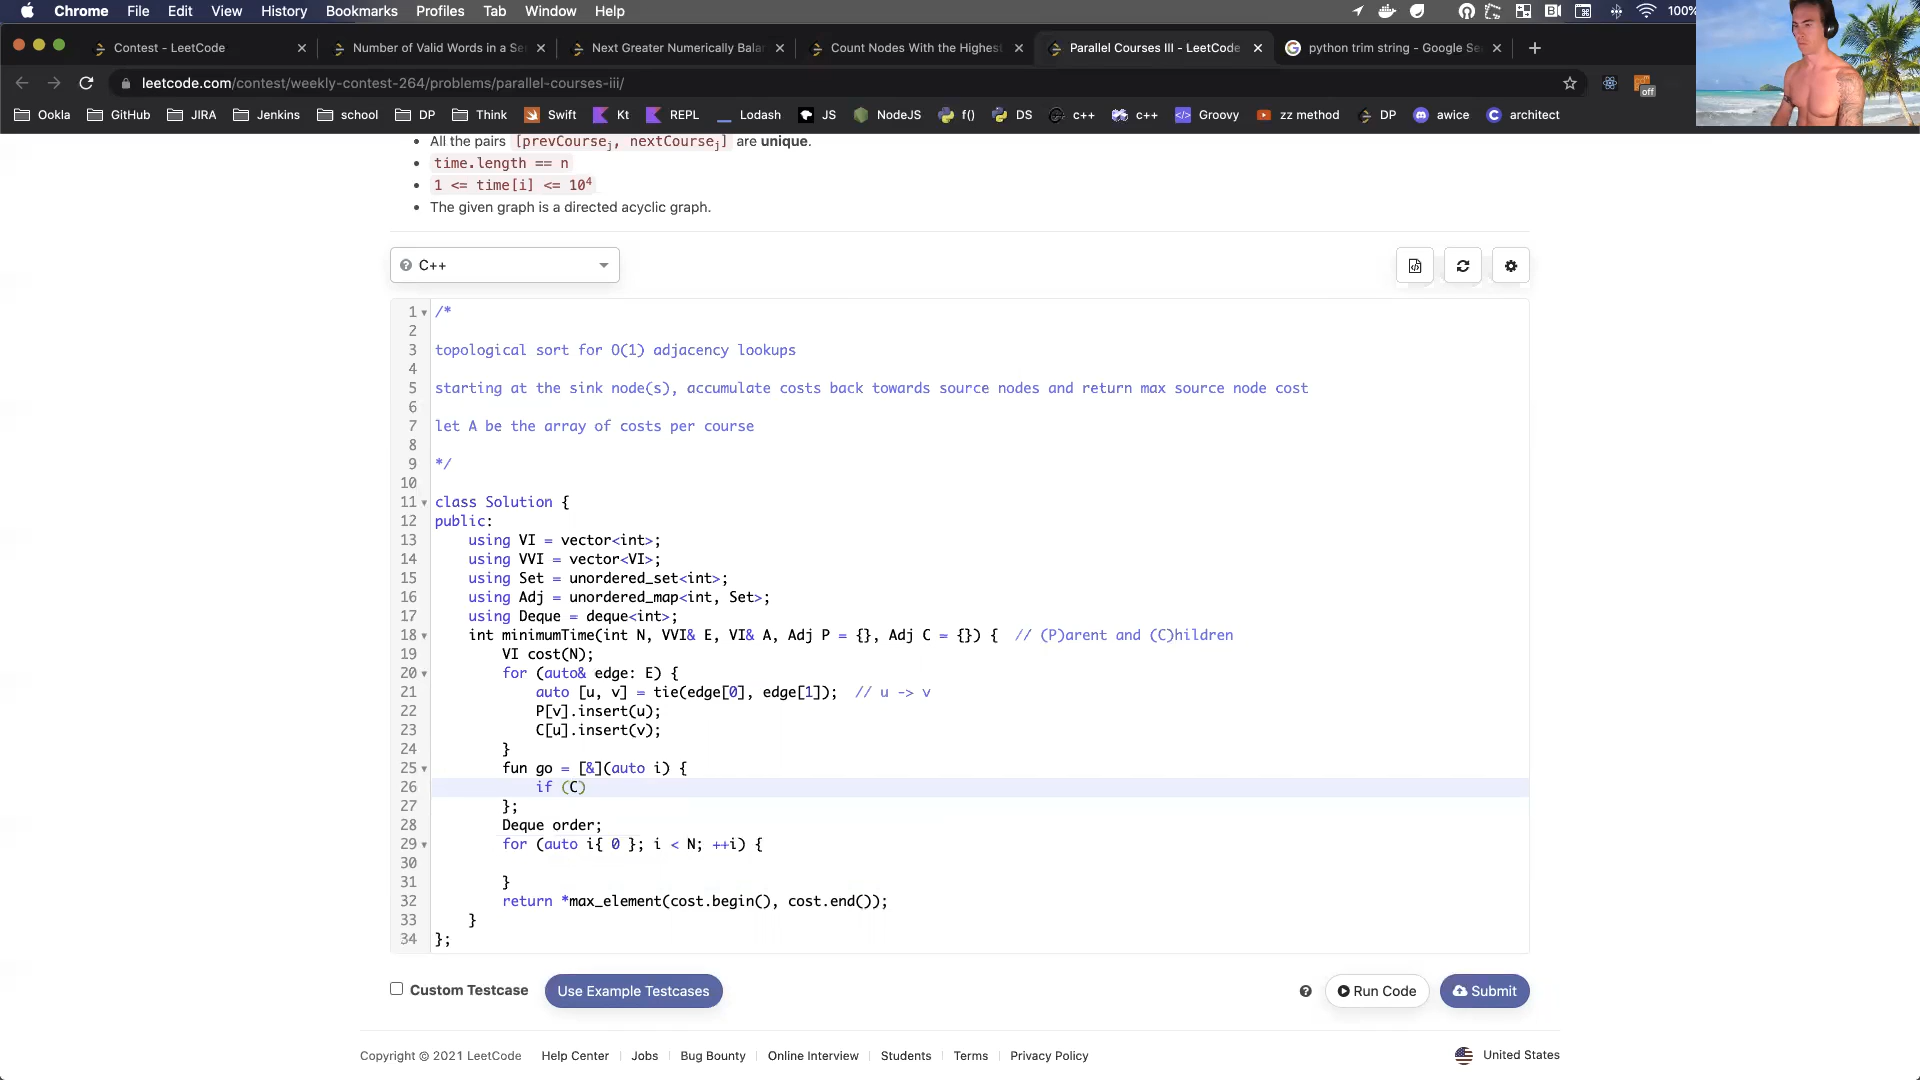 Chrome File Edit View History Bookmarks Profiles Tab Window Help 100%
Contest - LeetCode
Number of Valid Words in a Se
Next Greater Numerically Bala
Count Nodes With the Highest
Parallel Courses III - LeetCode
python trim string - Google Se
leetcode.com/contest/weekly-contest-264/problems/parallel-courses-iii/
off
Ookla GitHub JIRA Jenkins school DP Think Swift Kt REPL Lodash JS NodeJS f() DS c++ c++ Groovy zz method DP awice architect
All the pairs [prevCoursej, nextCoursej] are unique.
time.length == n
1 <= time[i] <= 10^4
The given graph is a directed acyclic graph.
C++
1 /*
2
3 topological sort for O(1) adjacency lookups
4
5 starting at the sink node(s), accumulate costs back towards source nodes and return max source node cost
6
7 let A be the array of costs per course
8
9 */
10
11 class Solution {
12 public:
13     using VI = vector<int>;
14     using VVI = vector<VI>;
15     using Set = unordered_set<int>;
16     using Adj = unordered_map<int, Set>;
17     using Deque = deque<int>;
18     int minimumTime(int N, VVI& E, VI& A, Adj P = {}, Adj C = {}) {  // (P)arent and (C)hildren
19         VI cost(N);
20         for (auto& edge: E) {
21             auto [u, v] = tie(edge[0], edge[1]);  // u -> v
22             P[v].insert(u);
23             C[u].insert(v);
24         }
25         fun go = [&](auto i) {
26             if (C)
27         };
28         Deque order;
29         for (auto i{ 0 }; i < N; ++i) {
30
31         }
32         return *max_element(cost.begin(), cost.end());
33     }
34 };
Custom Testcase
Use Example Testcases
Run Code
Submit
Copyright © 2021 LeetCode Help Center Jobs Bug Bounty Online Interview Students Terms Privacy Policy United States